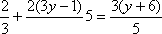 2/3 + 2(3y − 1)/ 5 = 3(y + 6)/5